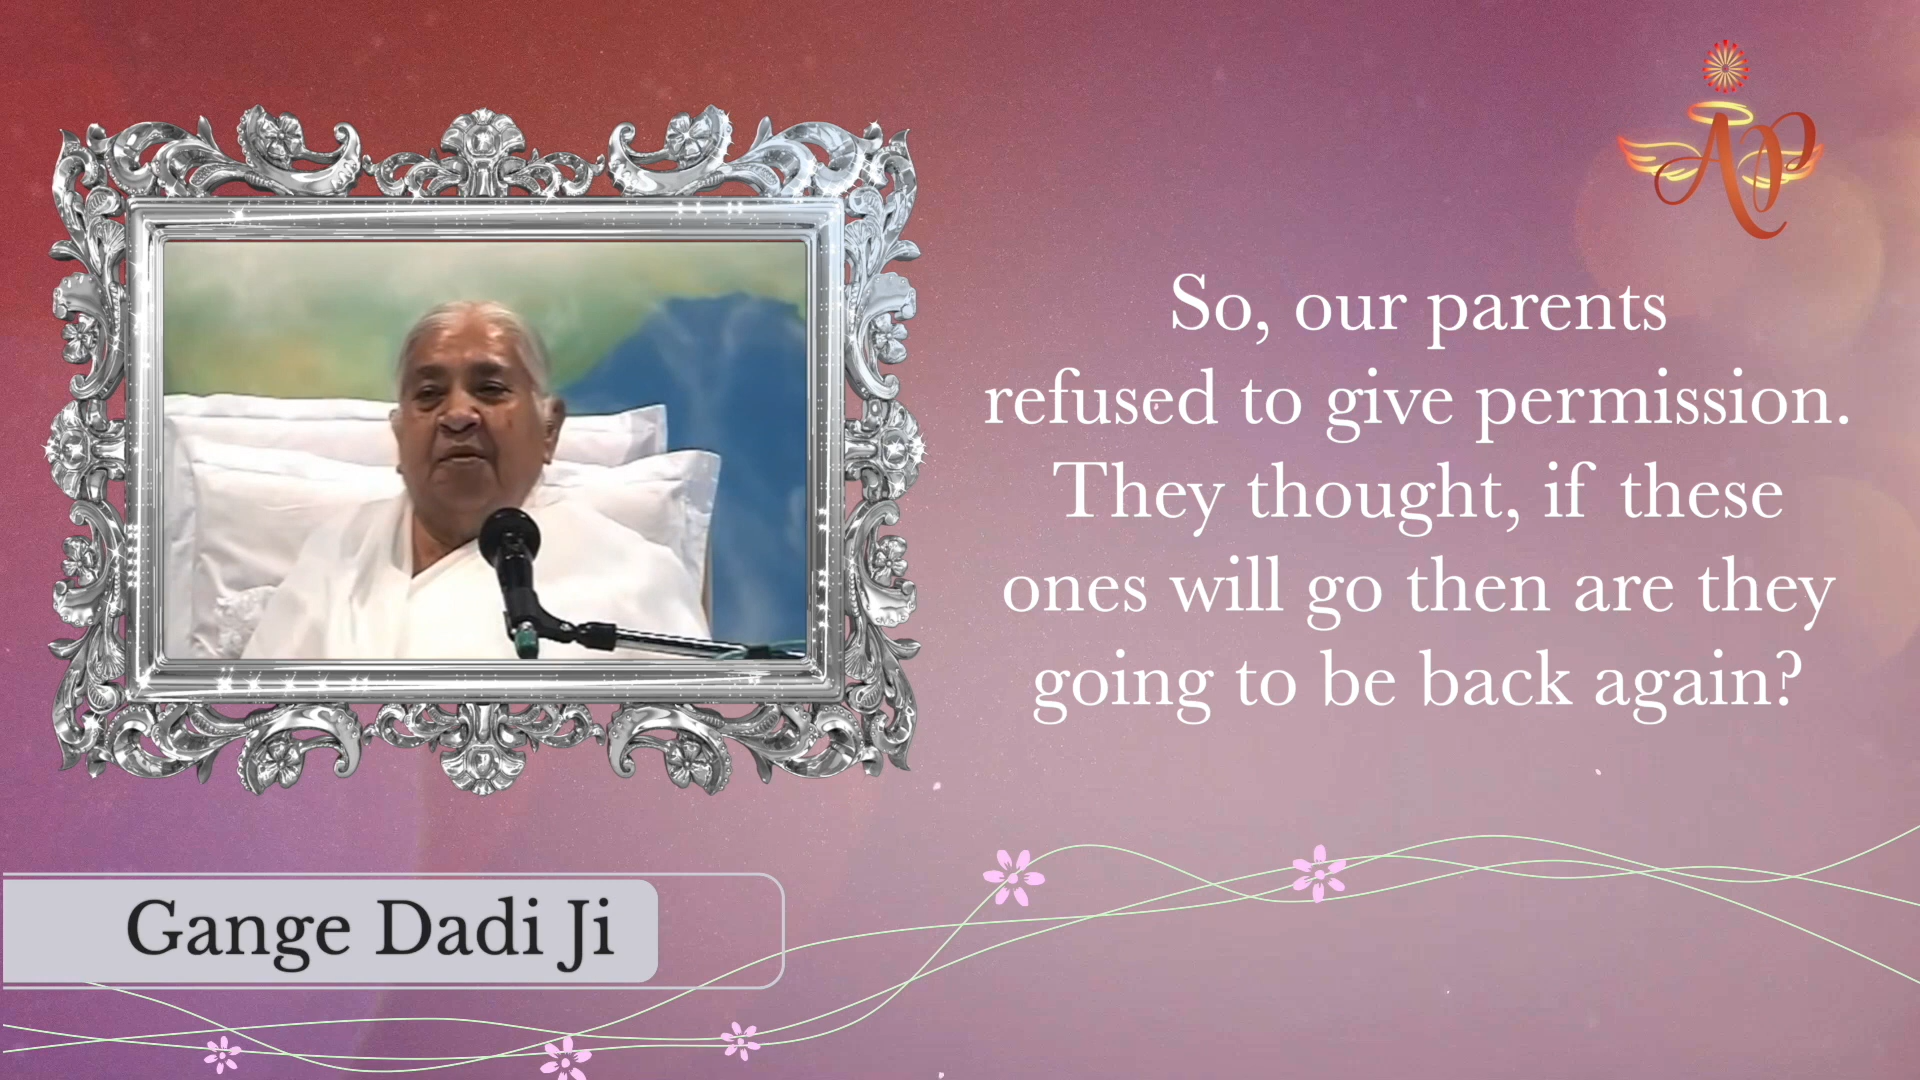 So, our parents
refused to give permission.
They thought, if these
ones will go then are they
going to be back again?
Gange Dadi Ji
AP